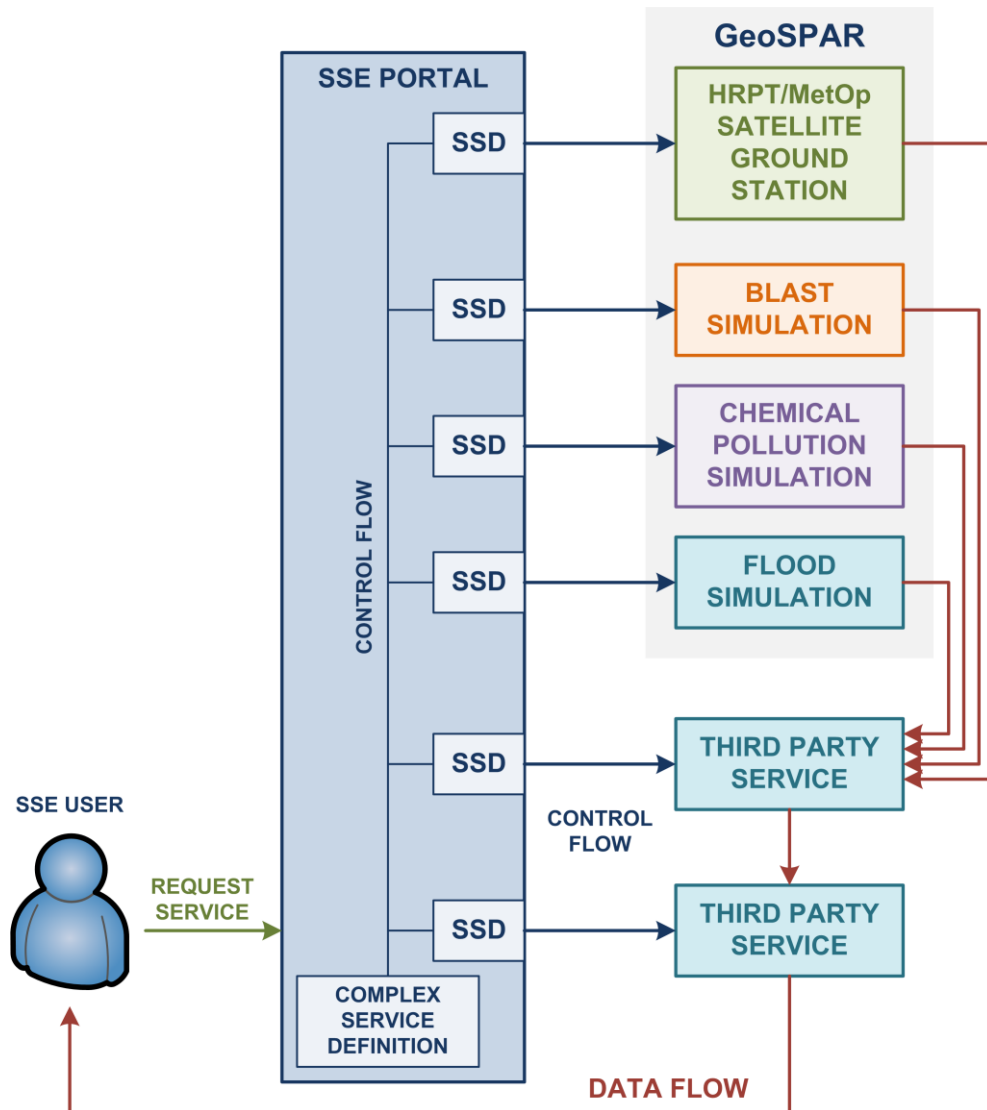 GeoSPAR
SSE PORTAL
SSD
HRPT/MetOp
SATELLITE
GROUND
STATION
SSD
BLAST
SIMULATION
SSD
CHEMICAL
POLLUTION
SIMULATION
CONTROL FLOW
SSD
FLOOD
SIMULATION
SSD
THIRD PARTY
SERVICE
SSE USER
CONTROL
FLOW
REQUEST
SERVICE
SSD
THIRD PARTY
SERVICE
COMPLEX
SERVICE
DEFINITION
DATA FLOW